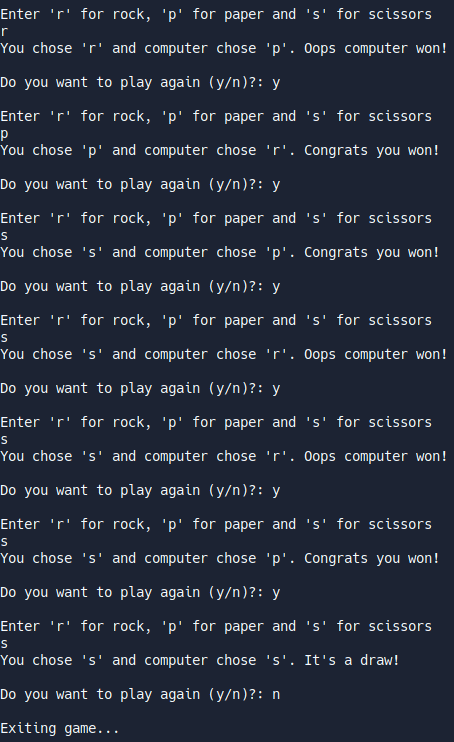 Enter 'r' for rock, 'p' for paper and 's' for scissors
r
You chose 'r' and computer chose 'p'. Oops computer won!
Do you want to play again (y/n)?: y
Enter 'r' for rock, 'p' for paper and 's' for scissors
p
You chose 'p' and computer chose 'r'. Congrats you won!
Do you want to play again (y/n)?: y
Enter 'r' for rock, 'p' for paper and 's' for scissors
s
You chose 's' and computer chose 'p'. Congrats you won!
Do you want to play again (y/n)?: y
Enter 'r' for rock, 'p' for paper and 's' for scissors
s
You chose 's' and computer chose 'r'. Oops computer won!
Do you want to play again (y/n)?: y
Enter 'r' for rock, 'p' for paper and 's' for scissors
s
You chose 's' and computer chose 'r'. Oops computer won!
Do you want to play again (y/n)?: y
Enter 'r' for rock, 'p' for paper and 's' for scissors
s
You chose 's' and computer chose 'p'. Congrats you won!
Do you want to play again (y/n)?: y
Enter 'r' for rock, 'p' for paper and 's' for scissors
s
You chose 's' and computer chose 's'. It's a draw!
Do you want to play again (y/n)?: n
Exiting game...